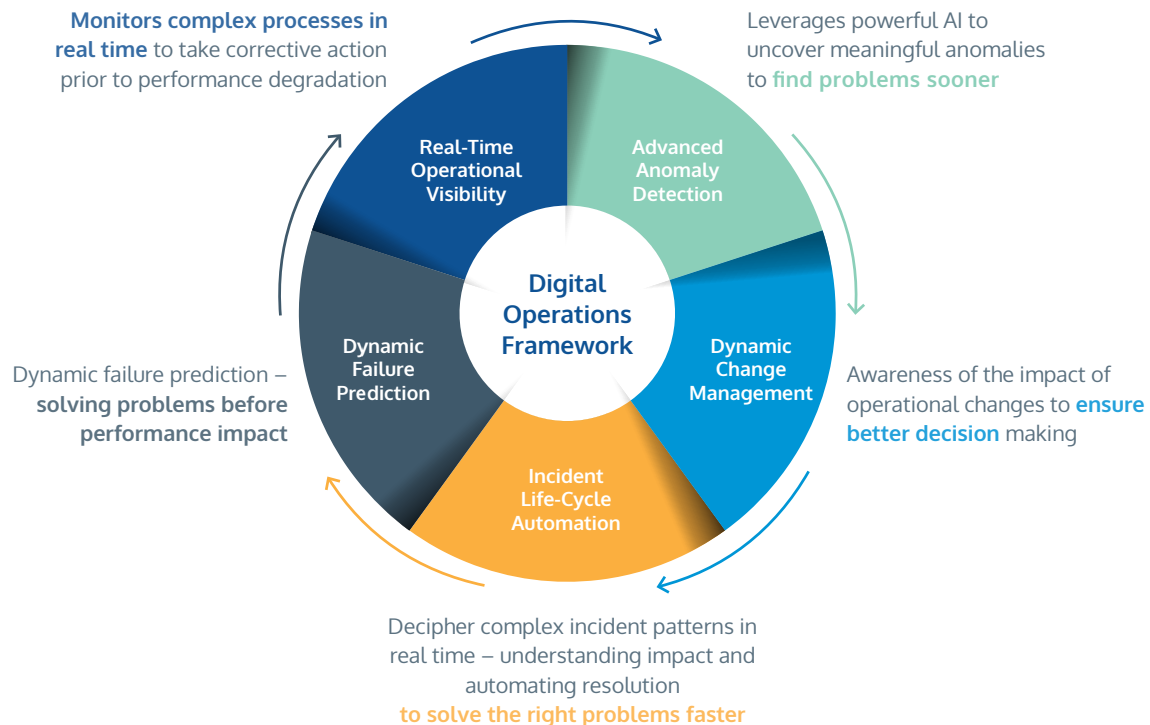 Monitors complex processes in
real time to take corrective action
prior to performance degradation
Leverages powerful AI to
uncover meaningful anomalies
to find problems sooner
Real-Time
Operational
Visibility
Advanced
Anomaly
Detection
Digital
Operations
Framework
Dynamic
Failure
Prediction
Dynamic
Change
Management
Dynamic failure prediction –
solving problems before
performance impact
Awareness of the impact of
operational changes to ensure
better decision making
Incident
Life-Cycle
Automation
Decipher complex incident patterns in
real time – understanding impact and
automating resolution
to solve the right problems faster